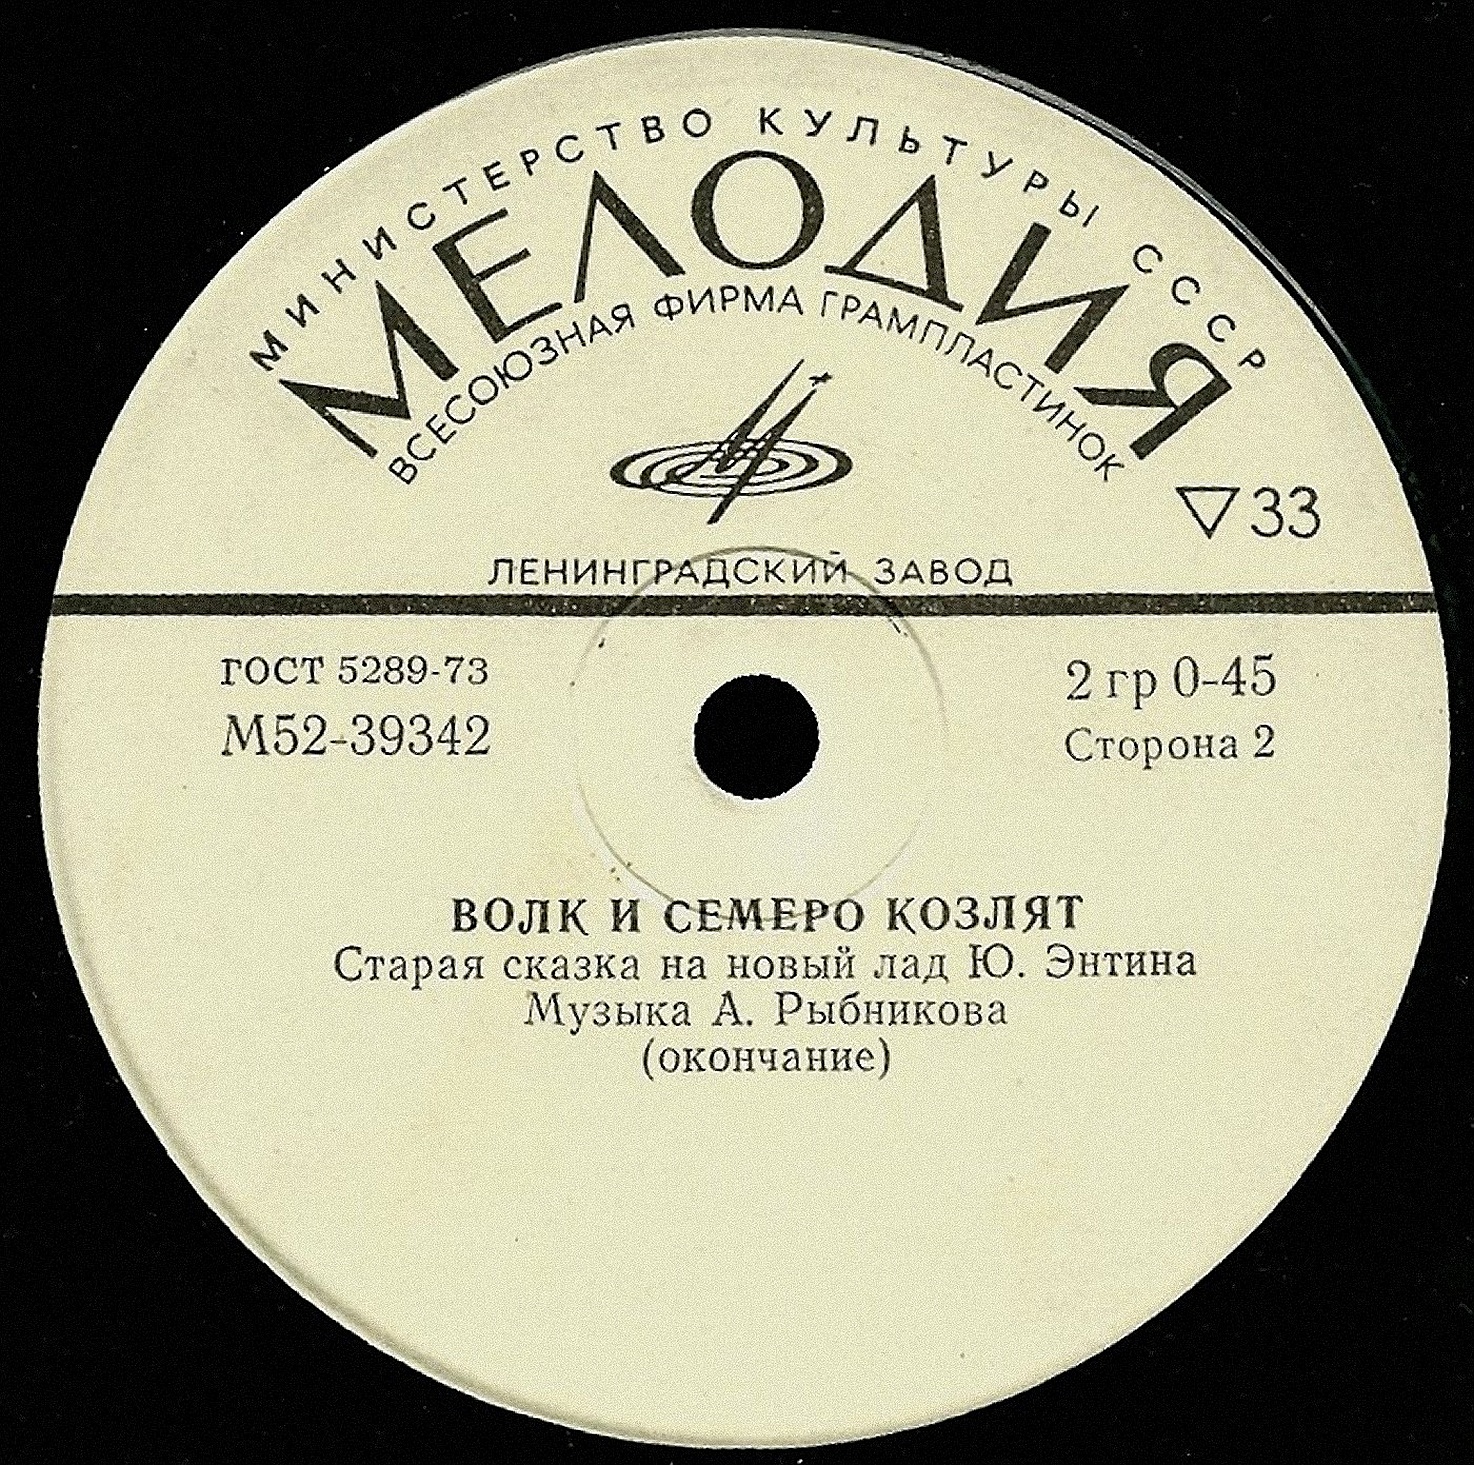 МИНИСТЕРСТВО КУЛЬТУРЫ СССР
МЕЛОДИЯ
ВСЕСОЮЗНАЯ ФИРМА ГРАМПЛАСТИНОК
▽33
ЛЕНИНГРАДСКИЙ ЗАВОД
ГОСТ 5289-73
М52-39342
2 гр 0-45
Сторона 2
ВОЛК И СЕМЕРО КОЗЛЯТ
Старая сказка на новый лад Ю. Энтина
Музыка А. Рыбникова
(окончание)